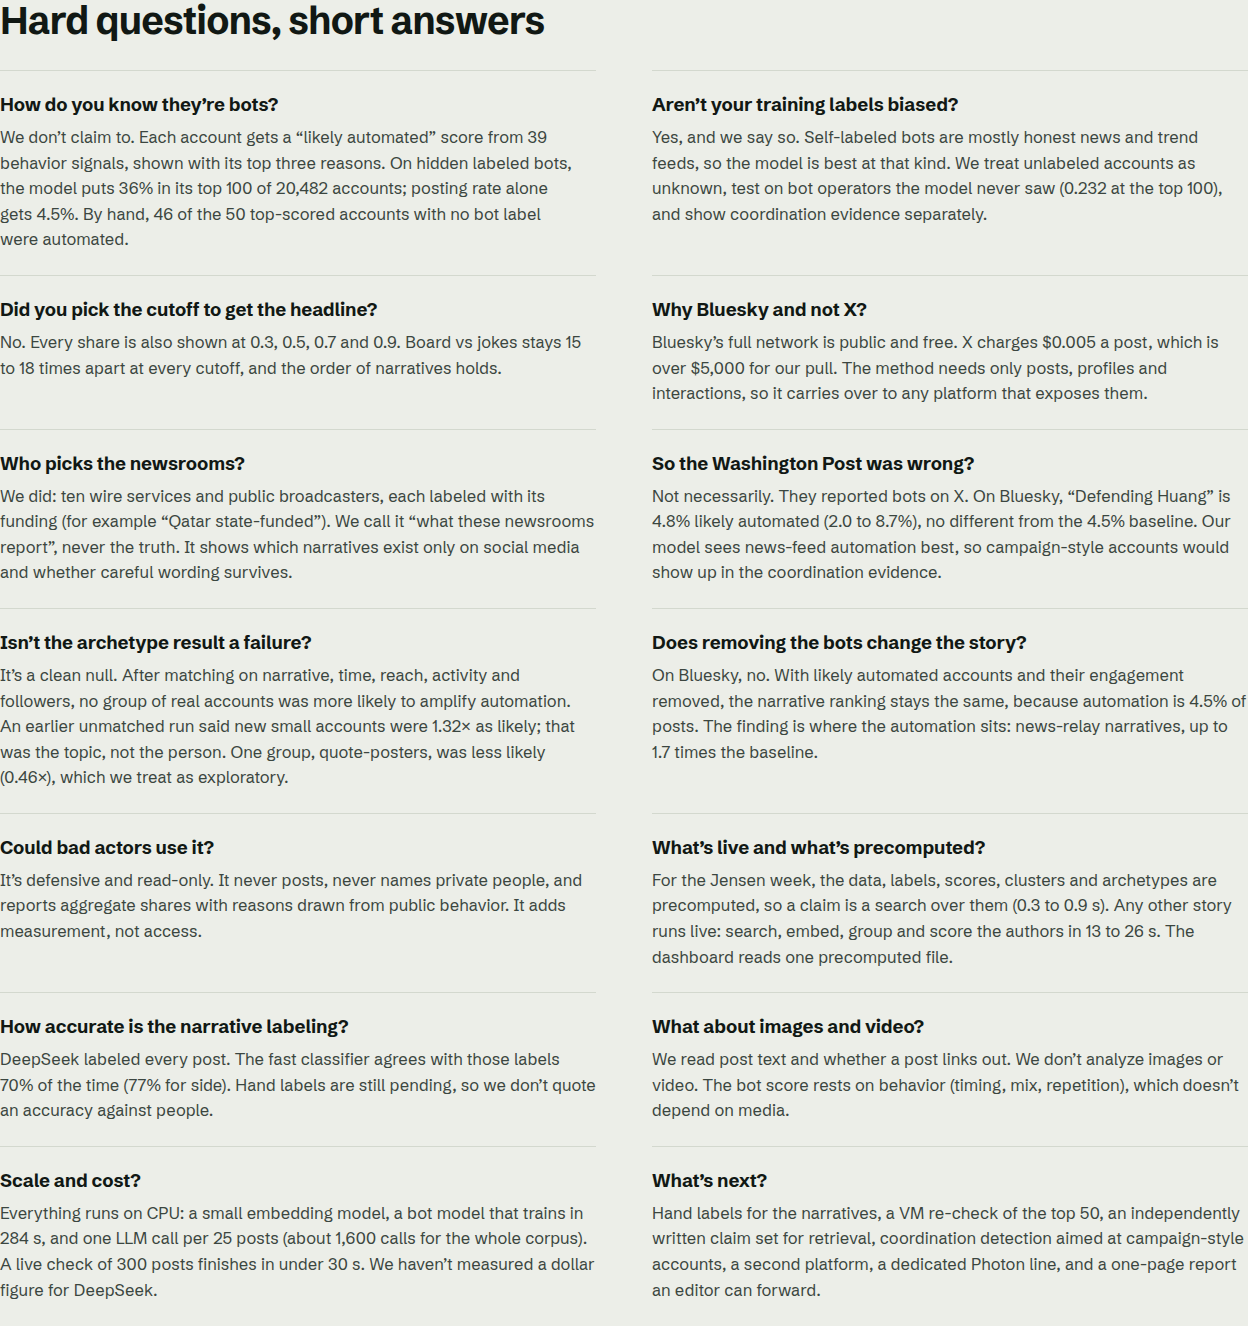 Hard questions, short answers
How do you know they’re bots?
We don’t claim to. Each account gets a “likely automated” score from 39
behavior signals, shown with its top three reasons. On hidden labeled bots,
the model puts 36% in its top 100 of 20,482 accounts; posting rate alone
gets 4.5%. By hand, 46 of the 50 top-scored accounts with no bot label
were automated.
Aren’t your training labels biased?
Yes, and we say so. Self-labeled bots are mostly honest news and trend
feeds, so the model is best at that kind. We treat unlabeled accounts as
unknown, test on bot operators the model never saw (0.232 at the top 100),
and show coordination evidence separately.
Did you pick the cutoff to get the headline?
No. Every share is also shown at 0.3, 0.5, 0.7 and 0.9. Board vs jokes stays 15
to 18 times apart at every cutoff, and the order of narratives holds.
Why Bluesky and not X?
Bluesky’s full network is public and free. X charges $0.005 a post, which is
over $5,000 for our pull. The method needs only posts, profiles and
interactions, so it carries over to any platform that exposes them.
Who picks the newsrooms?
We did: ten wire services and public broadcasters, each labeled with its
funding (for example “Qatar state-funded”). We call it “what these newsrooms
report”, never the truth. It shows which narratives exist only on social media
and whether careful wording survives.
So the Washington Post was wrong?
Not necessarily. They reported bots on X. On Bluesky, “Defending Huang” is
4.8% likely automated (2.0 to 8.7%), no different from the 4.5% baseline. Our
model sees news-feed automation best, so campaign-style accounts would
show up in the coordination evidence.
Isn’t the archetype result a failure?
It’s a clean null. After matching on narrative, time, reach, activity and
followers, no group of real accounts was more likely to amplify automation.
An earlier unmatched run said new small accounts were 1.32× as likely; that
was the topic, not the person. One group, quote-posters, was less likely
(0.46×), which we treat as exploratory.
Does removing the bots change the story?
On Bluesky, no. With likely automated accounts and their engagement
removed, the narrative ranking stays the same, because automation is 4.5% of
posts. The finding is where the automation sits: news-relay narratives, up to
1.7 times the baseline.
Could bad actors use it?
It’s defensive and read-only. It never posts, never names private people, and
reports aggregate shares with reasons drawn from public behavior. It adds
measurement, not access.
What’s live and what’s precomputed?
For the Jensen week, the data, labels, scores, clusters and archetypes are
precomputed, so a claim is a search over them (0.3 to 0.9 s). Any other story
runs live: search, embed, group and score the authors in 13 to 26 s. The
dashboard reads one precomputed file.
How accurate is the narrative labeling?
DeepSeek labeled every post. The fast classifier agrees with those labels
70% of the time (77% for side). Hand labels are still pending, so we don’t quote
an accuracy against people.
What about images and video?
We read post text and whether a post links out. We don’t analyze images or
video. The bot score rests on behavior (timing, mix, repetition), which doesn’t
depend on media.
Scale and cost?
Everything runs on CPU: a small embedding model, a bot model that trains in
284 s, and one LLM call per 25 posts (about 1,600 calls for the whole corpus).
A live check of 300 posts finishes in under 30 s. We haven’t measured a dollar
figure for DeepSeek.
What’s next?
Hand labels for the narratives, a VM re-check of the top 50, an independently
written claim set for retrieval, coordination detection aimed at campaign-style
accounts, a second platform, a dedicated Photon line, and a one-page report
an editor can forward.